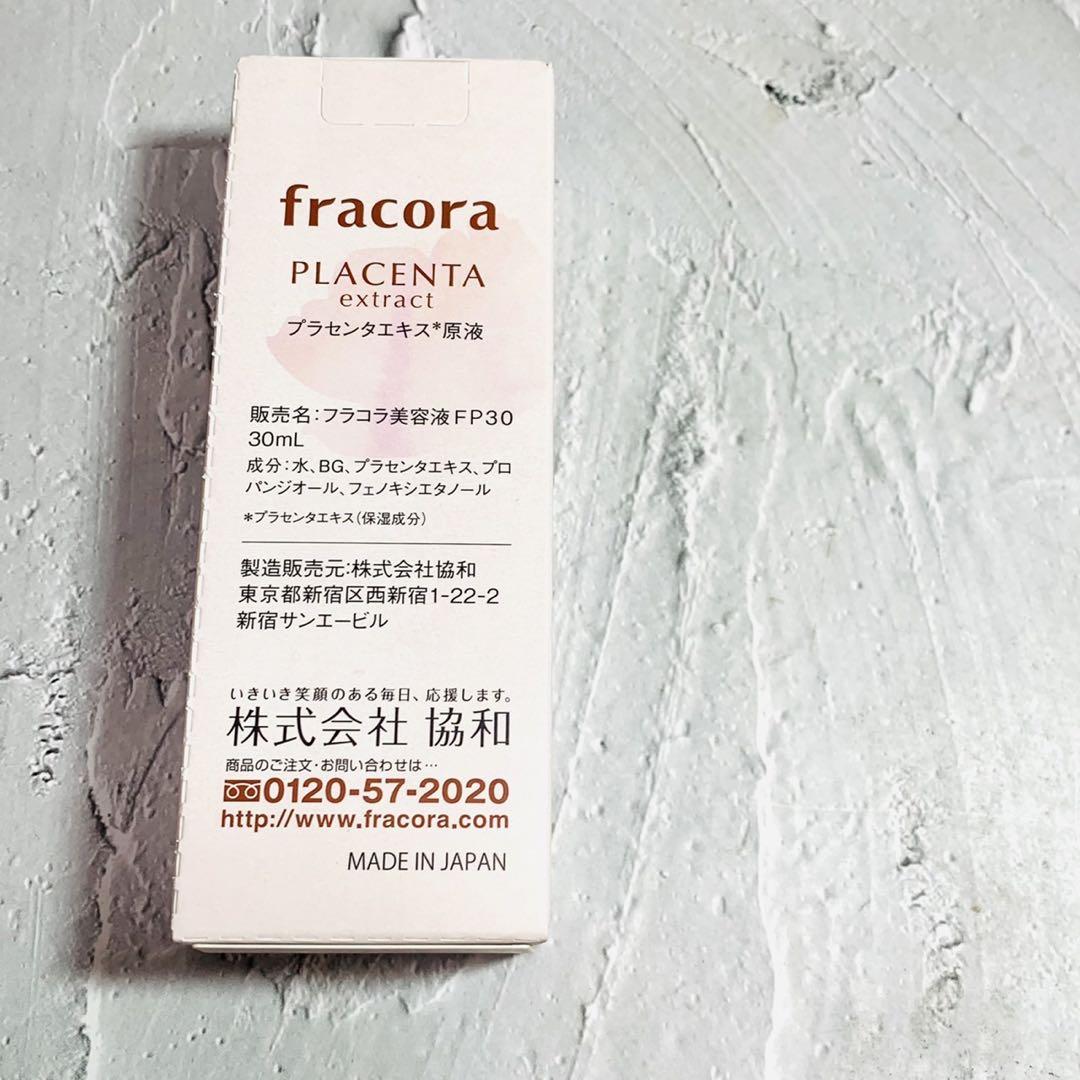 fracora
PLACENTA
extract
プラセンタエキス*原液
販売名:フラコラ美容液FP30
30mL
成分:水、BG、プラセンタエキス、プロ
パンジオール、フェノキシエタノール
*プラセンタエキス(保湿成分)
製造販売元:株式会社協和
東京都新宿区西新宿1-22-2
新宿サンエービル
いきいき笑顔のある毎日、応援します。
株式会社 協和
商品のご注文・お問い合わせは…
0120-57-2020
http://www.fracora.com
MADE IN JAPAN